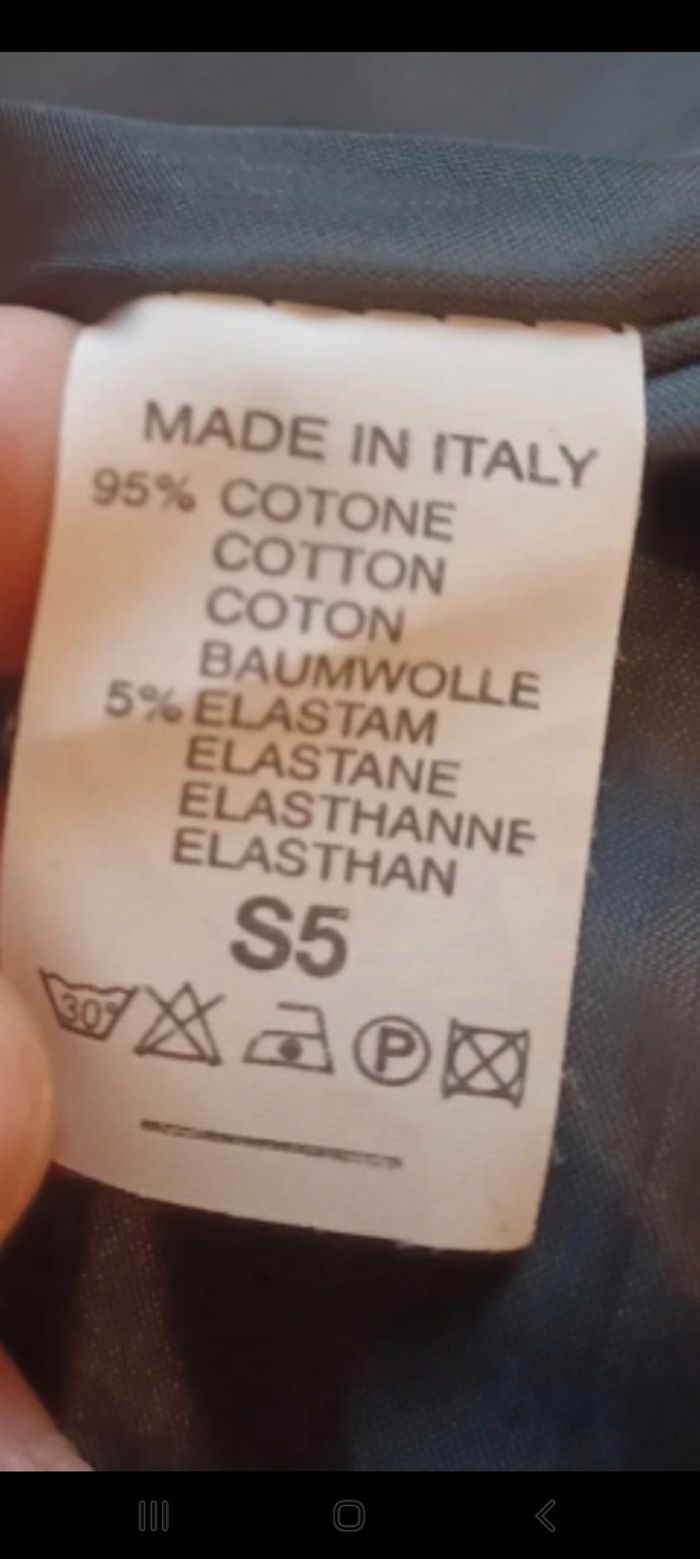 MADE IN ITALY
95% COTONE
COTTON
COTON
BAUMWOLLE
5% ELASTAM
ELASTANE
ELASTHANNE
ELASTHAN
S5
30°
P